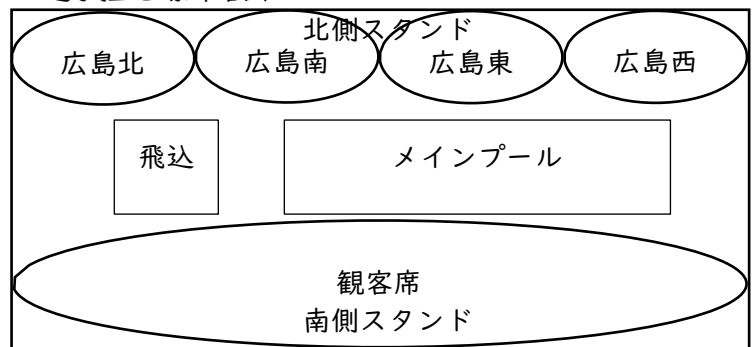 北側スタンド
広島北 広島南 広島東 広島西
飛込 メインプール
観客席
南側スタンド